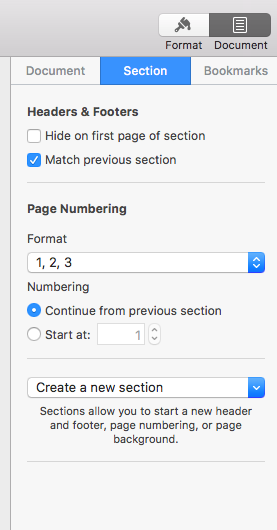 Format Document
Document Section Bookmarks
Headers & Footers
Hide on first page of section
Match previous section
Page Numbering
Format
1, 2, 3
Numbering
Continue from previous section
Start at: 1
Create a new section
Sections allow you to start a new header
and footer, page numbering, or page
background.